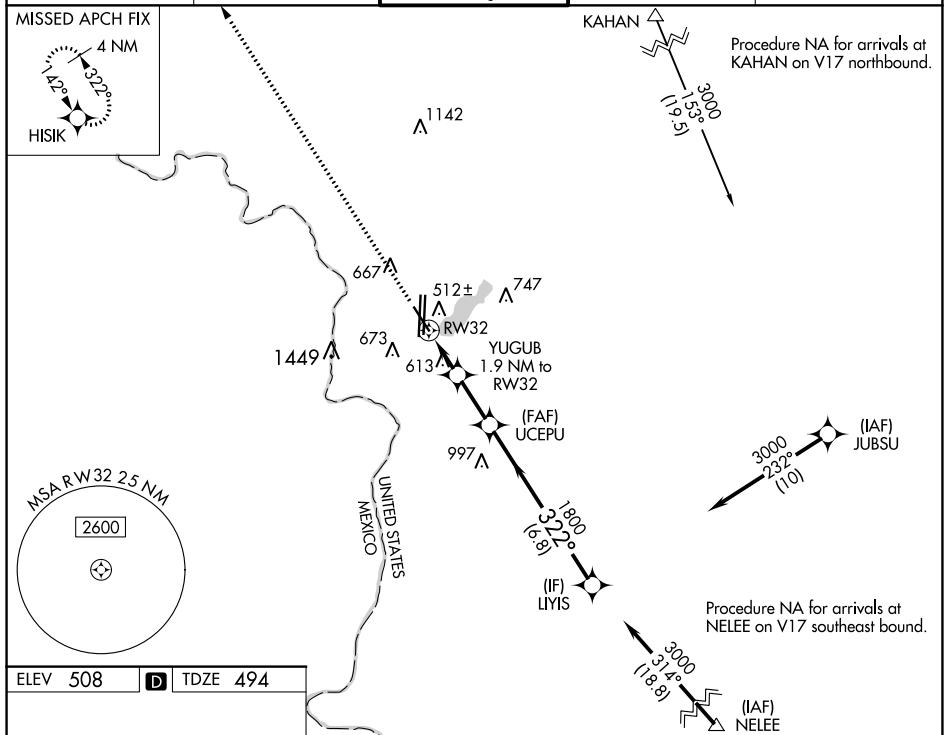 MISSED APCH FIX
4 NM
322°
142°
HISIK
KAHAN
Procedure NA for arrivals at
KAHAN on V17 northbound.
3000
153°
(19.5)
1142
667
512±
747
RW32
673
1449
613
YUGUB
1.9 NM to
RW32
(FAF)
UCEPU
997
(IAF)
JUBSU
3000
232°
(10)
MSA RW32 25 NM
2600
UNITED STATES
MEXICO
1800
322°
(6.8)
(IF)
LIYIS
Procedure NA for arrivals at
NELEE on V17 southeast bound.
3000
314°
(18.8)
(IAF)
NELEE
ELEV 508
D
TDZE 494